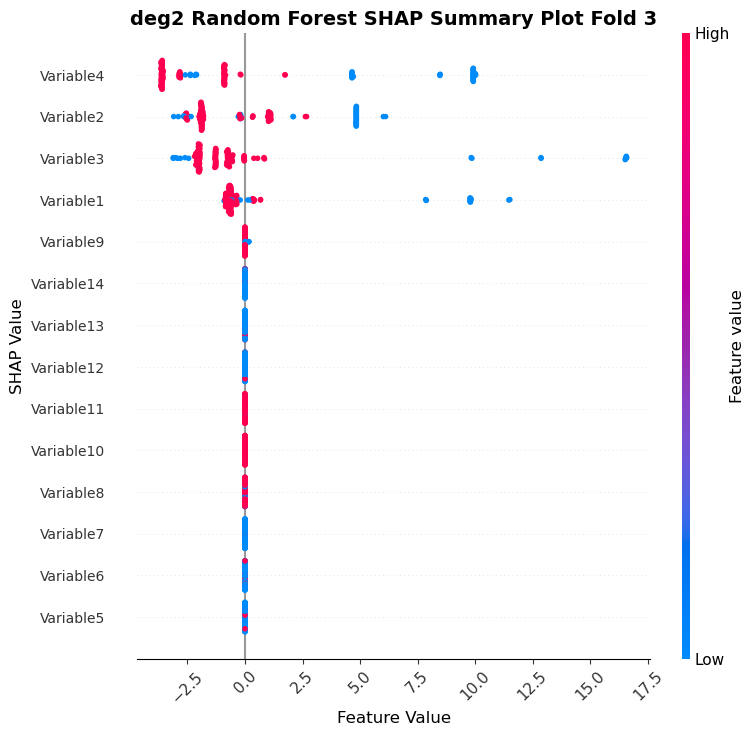 deg2 Random Forest SHAP Summary Plot Fold 3
High
Variable4
Variable2
Variable3
Variable1
Variable9
Variable14
Variable13
Variable12
Variable11
Variable10
Variable8
Variable7
Variable6
Variable5
SHAP Value
Feature value
Low
−2.5 0.0 2.5 5.0 7.5 10.0 12.5 15.0 17.5
Feature Value